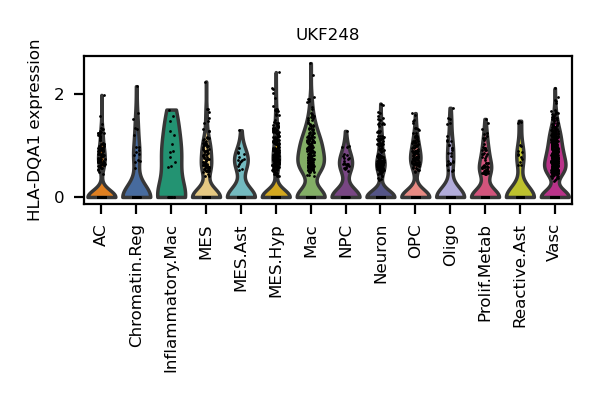 UKF248
HLA-DQA1 expression
2
0
AC
Chromatin.Reg
Inflammatory.Mac
MES
MES.Ast
MES.Hyp
Mac
NPC
Neuron
OPC
Oligo
Prolif.Metab
Reactive.Ast
Vasc